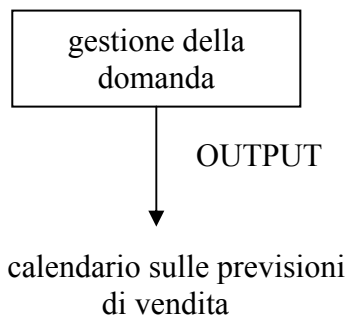 gestione della
domanda
OUTPUT
calendario sulle previsioni
di vendita